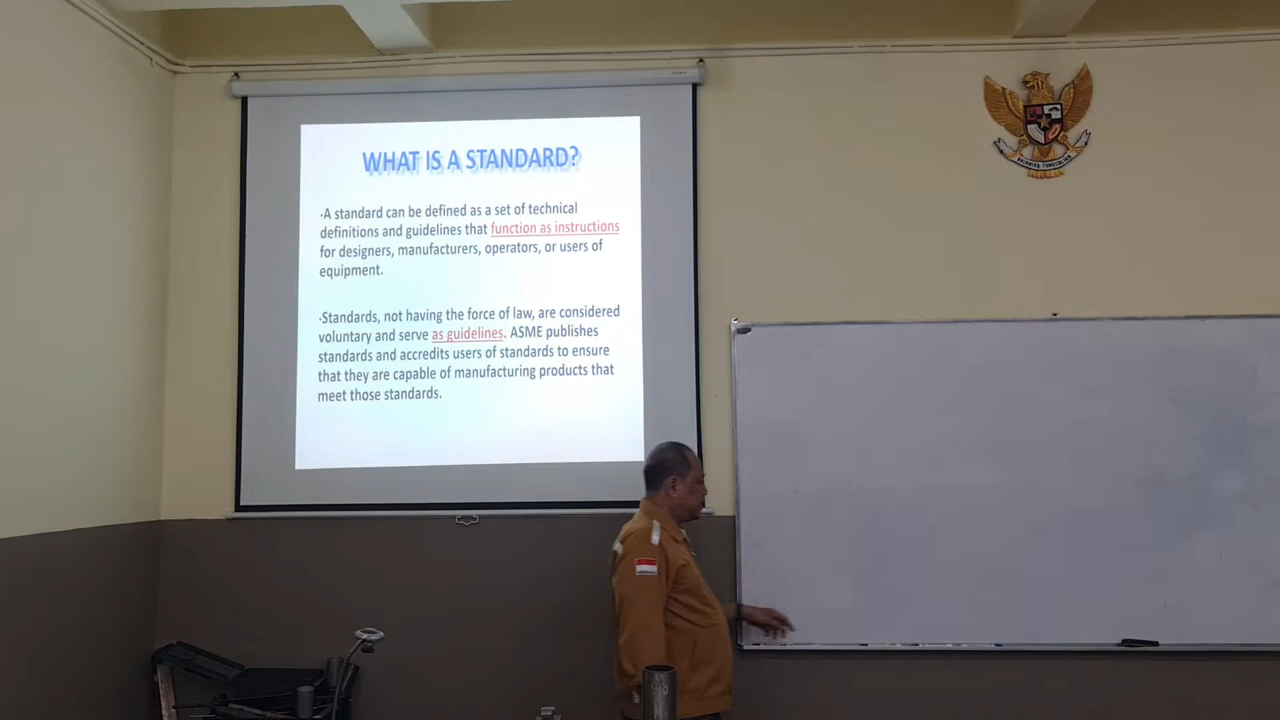 WHAT IS A STANDARD?
·A standard can be defined as a set of technical
definitions and guidelines that function as instructions
for designers, manufacturers, operators, or users of
equipment.
·Standards, not having the force of law, are considered
voluntary and serve as guidelines. ASME publishes
standards and accredits users of standards to ensure
that they are capable of manufacturing products that
meet those standards.
BHINNEKA TUNGGAL IKA